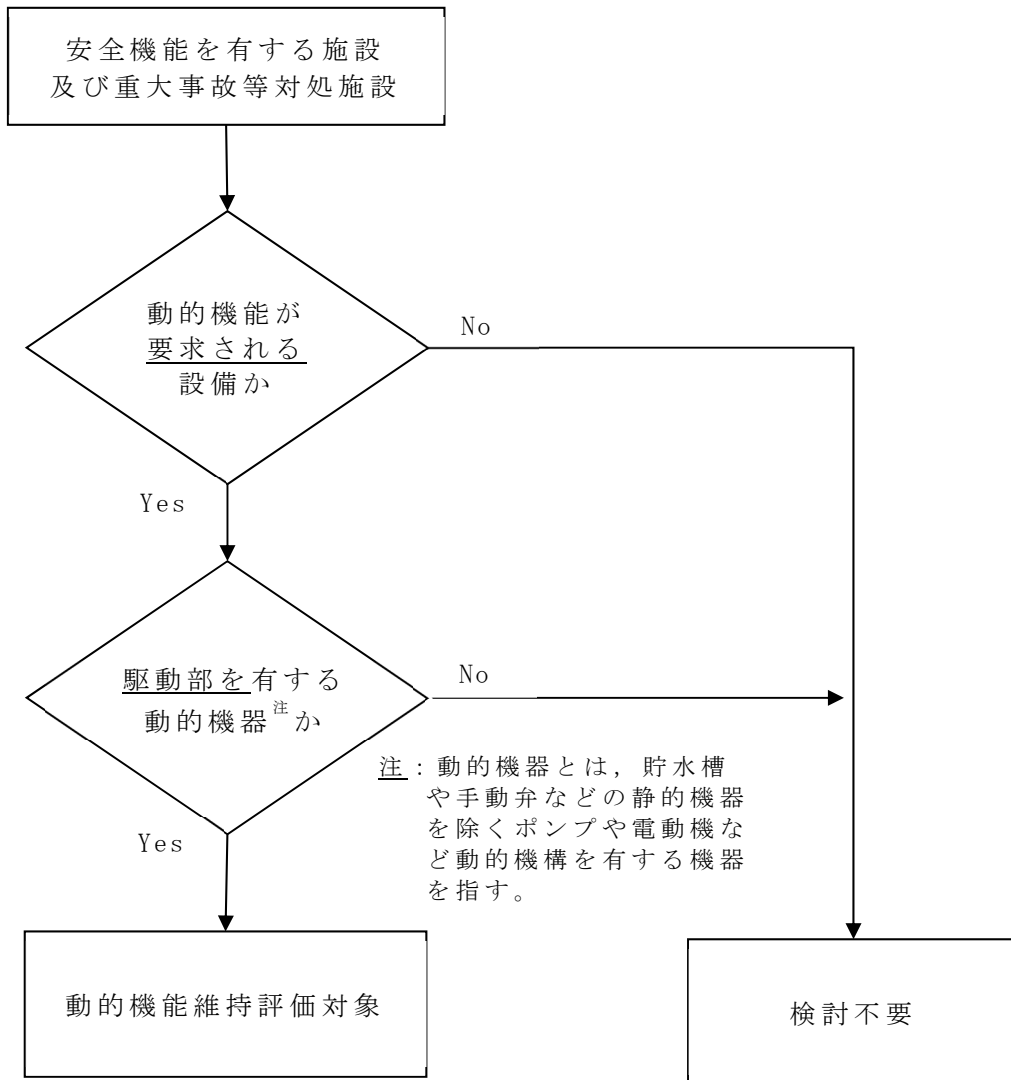 安全機能を有する施設
及び重大事故等対処施設
動的機能が
要求される
設備か
No
Yes
駆動部を有する
動的機器注か
No
注：動的機器とは，貯水槽
や手動弁などの静的機器
を除くポンプや電動機な
ど動的機構を有する機器
を指す。
Yes
動的機能維持評価対象
検討不要